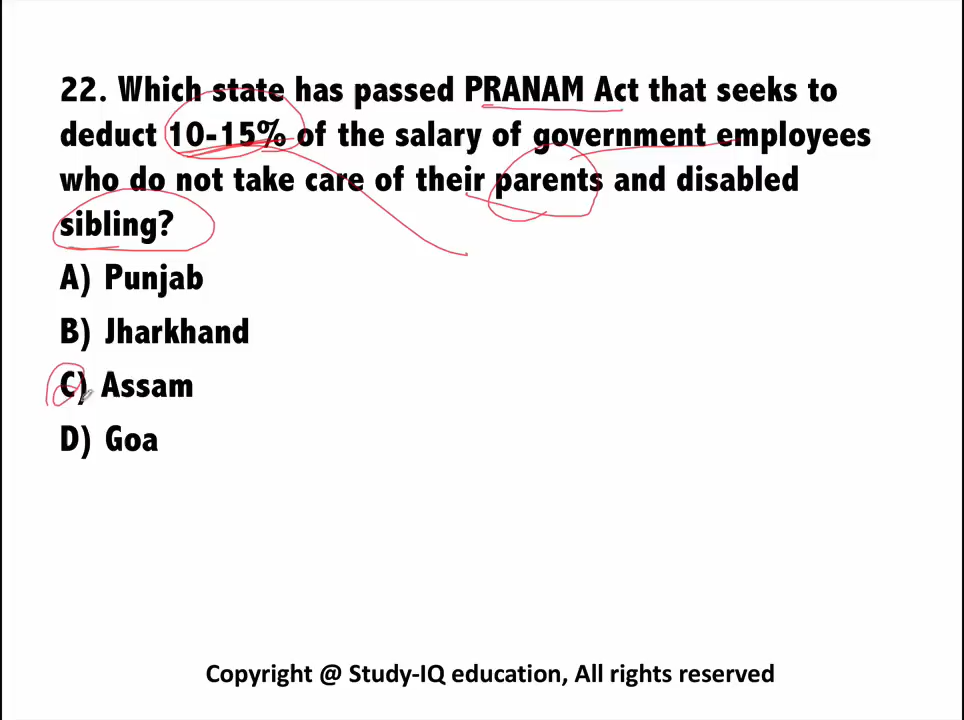 22. Which state has passed PRANAM Act that seeks to
deduct 10-15% of the salary of government employees
who do not take care of their parents and disabled
sibling?
A) Punjab
B) Jharkhand
C) Assam
D) Goa
Copyright @ Study-IQ education, All rights reserved